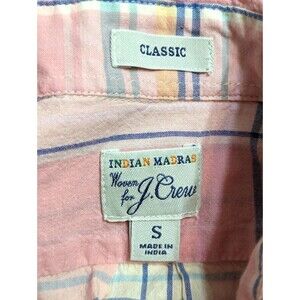 CLASSIC
INDIAN MADRAS
Woven
for J.Crew
S
MADE IN
INDIA